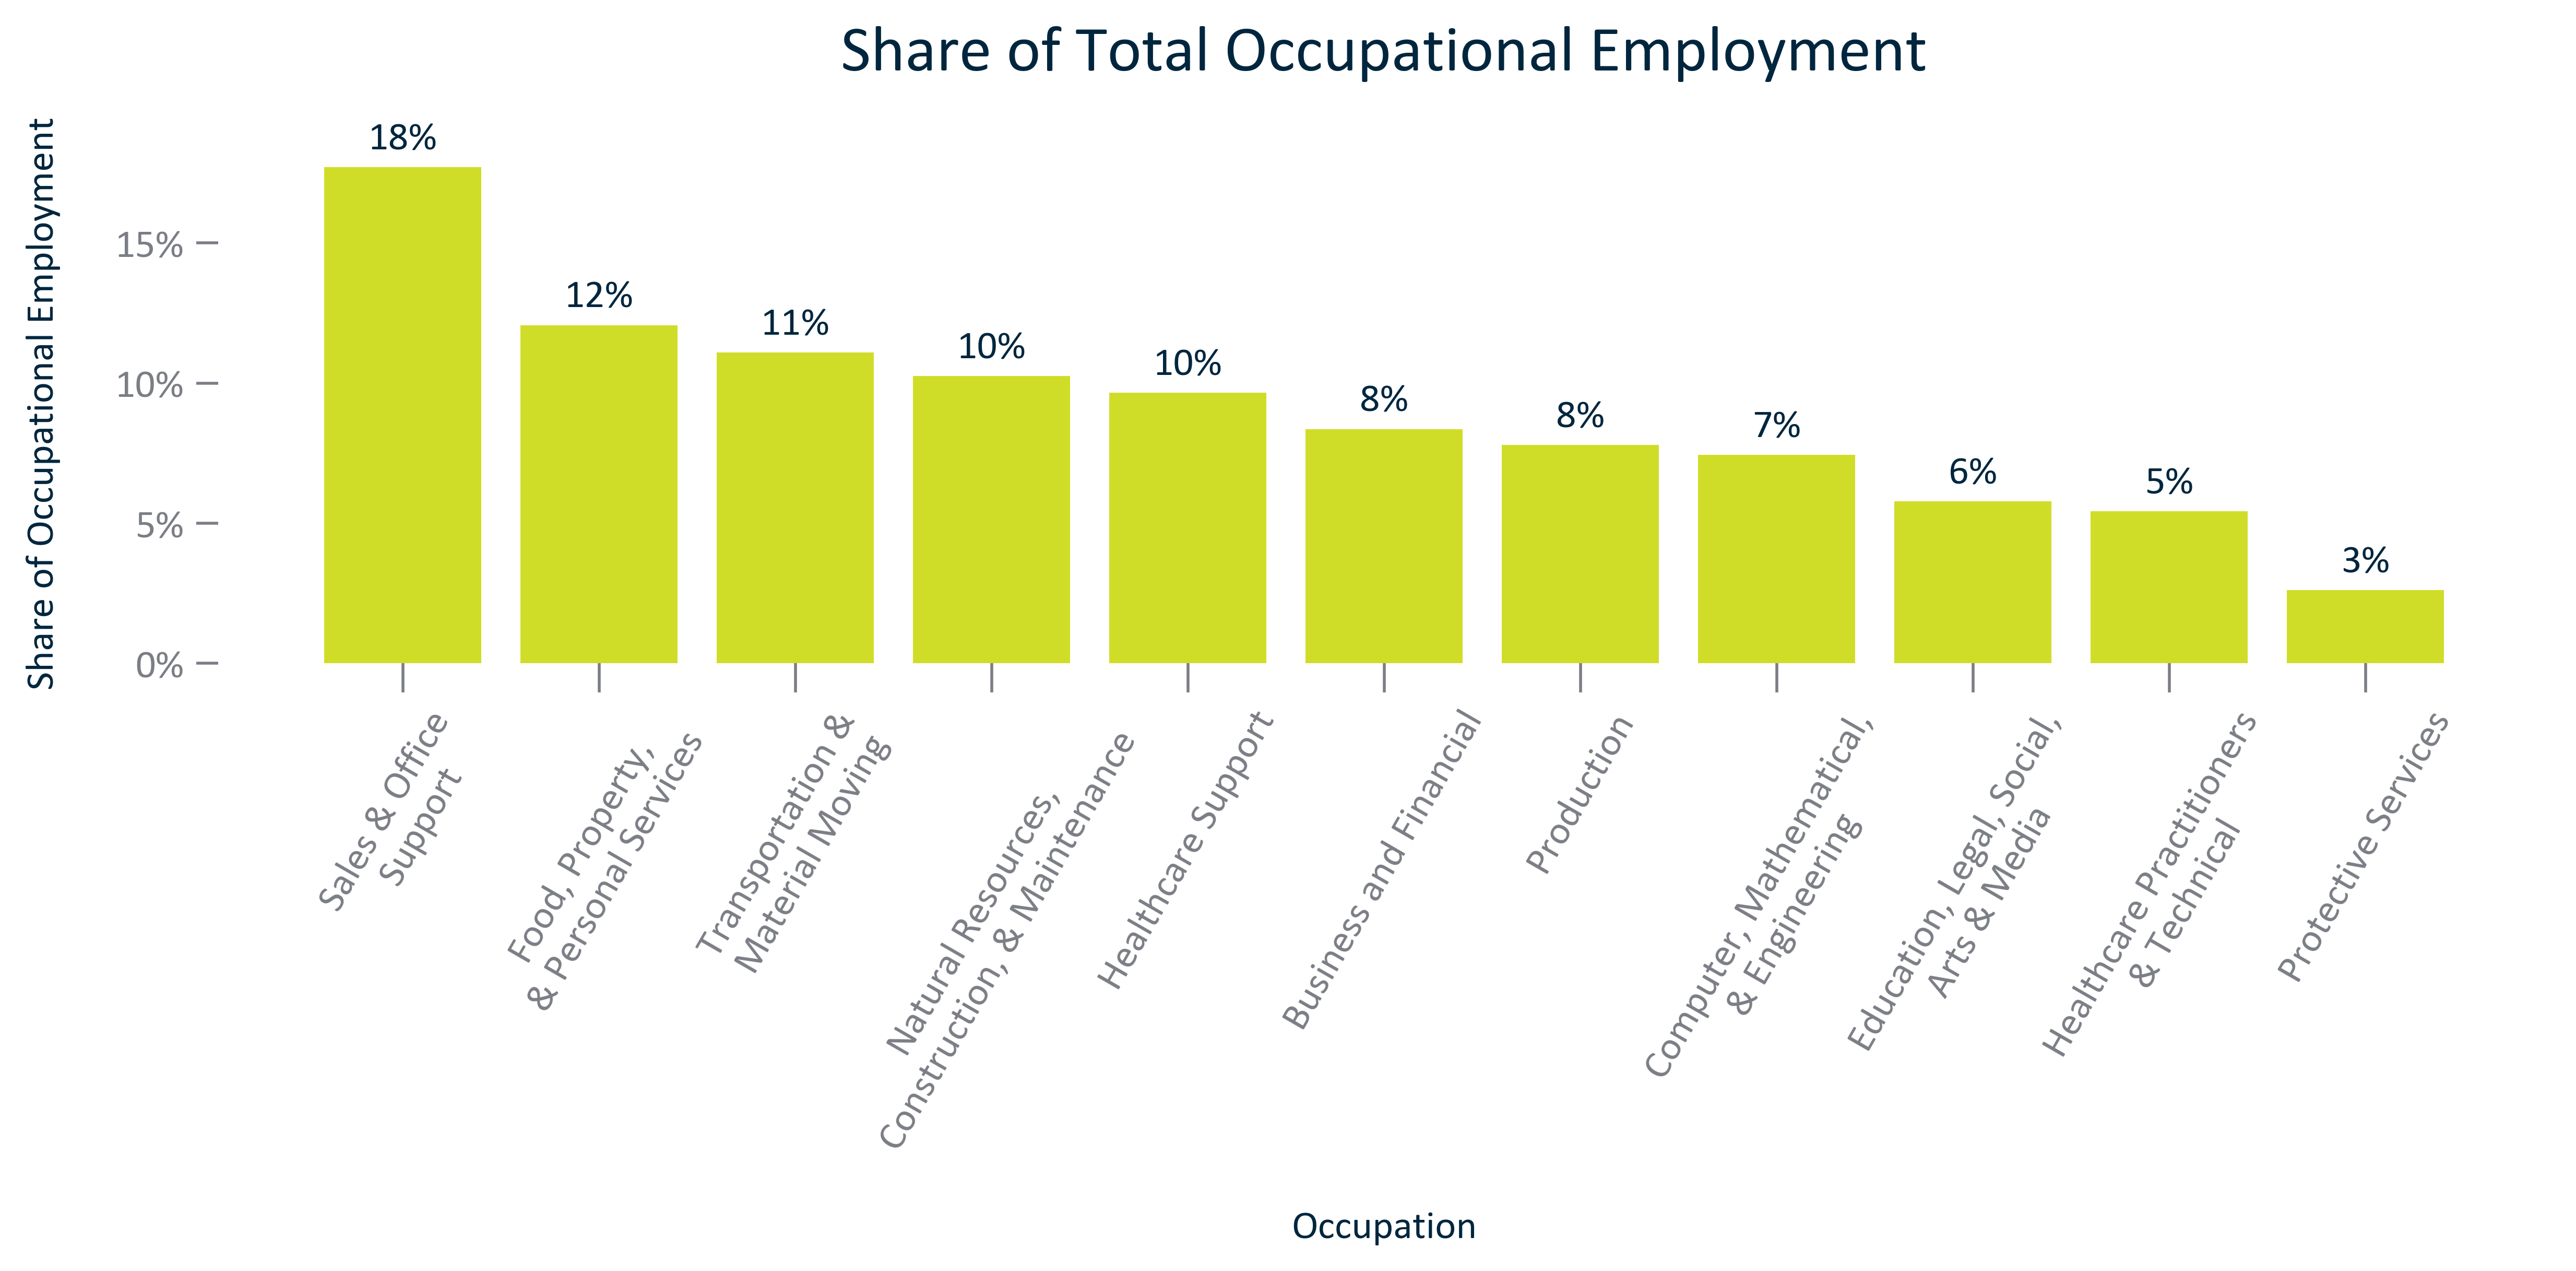 Share of Total Occupational Employment
Share of Occupational Employment
15%
10%
5%
0%
18%
12%
11%
10%
10%
8%
8%
7%
6%
5%
3%
Sales & Office
Support
Food, Property,
& Personal Services
Transportation &
Material Moving
Natural Resources,
Construction, & Maintenance
Healthcare Support
Business and Financial
Production
Computer, Mathematical,
& Engineering
Education, Legal, Social,
Arts & Media
Healthcare Practitioners
& Technical
Protective Services
Occupation